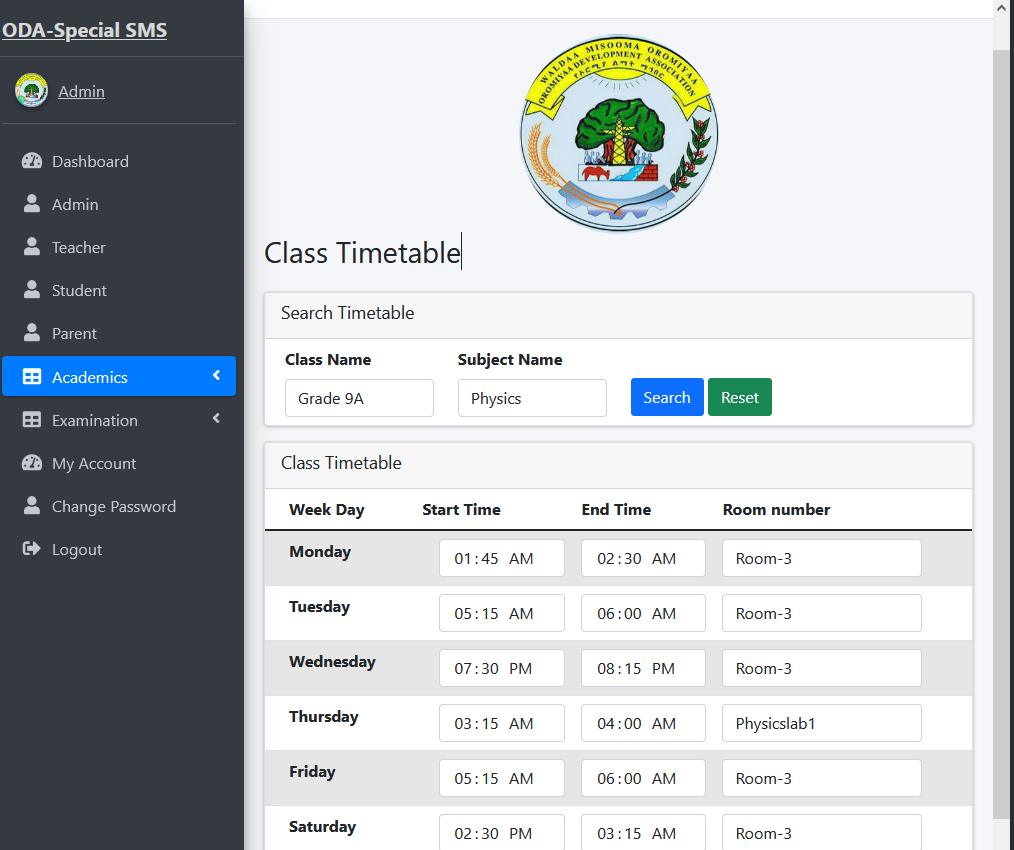 ODA-Special SMS
Admin
Dashboard
Admin
Teacher
Student
Parent
Academics
Examination
My Account
Change Password
Logout
WALDAA MISOOMA OROMIYAA
OROMIYAA DEVELOPMENT ASSOCIATION
የኦሮሚያ ልማት ማኅበር
Class Timetable
Search Timetable
Class Name Subject Name
Grade 9A Physics Search Reset
Class Timetable
Week Day Start Time End Time Room number
Monday 01:45 AM 02:30 AM Room-3
Tuesday 05:15 AM 06:00 AM Room-3
Wednesday 07:30 PM 08:15 PM Room-3
Thursday 03:15 AM 04:00 AM Physicslab1
Friday 05:15 AM 06:00 AM Room-3
Saturday 02:30 PM 03:15 AM Room-3